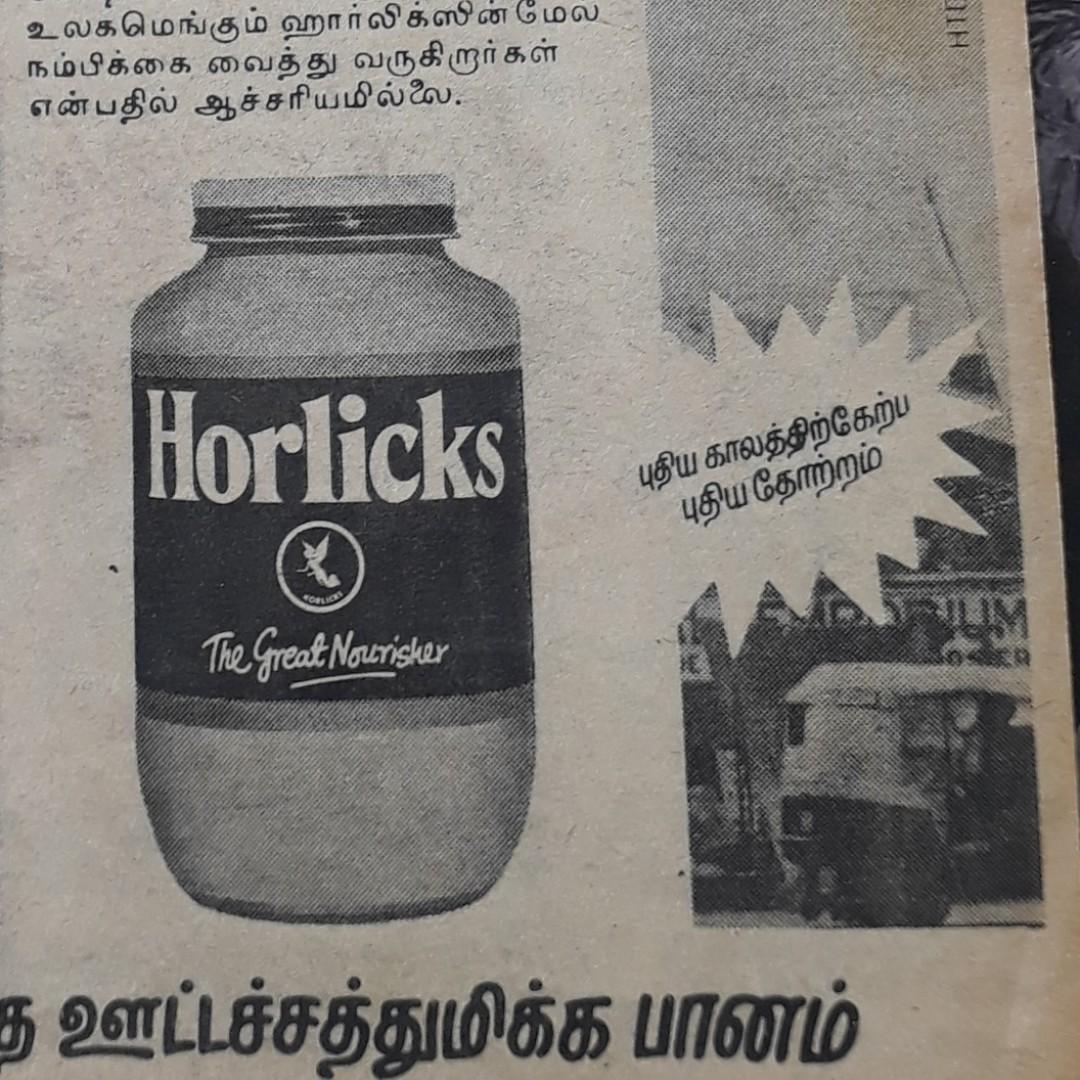 உலகமெங்கும் ஹார்லிக்ஸின் மேல
நம்பிக்கை வைத்து வருகிறார்கள்
என்பதில் ஆச்சரியமில்லை.
Horlicks
HORLICKS
The Great Nourisher
புதிய காலத்திற்கேற்ப
புதிய தோற்றம்
ஊட்டச்சத்துமிக்க பானம்